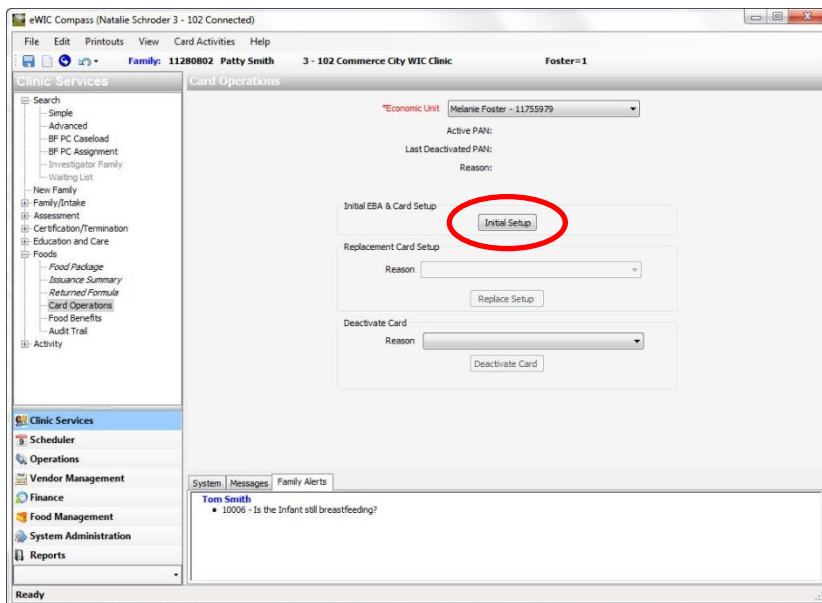 eWIC Compass (Natalie Schroder 3 - 102 Connected)
File Edit Printouts View Card Activities Help
Family: 11280802 Patty Smith 3 - 102 Commerce City WIC Clinic Foster=1
Clinic Services
Card Operations
Search
Simple
Advanced
BF PC Caseload
BF PC Assignment
Investigator Family
Waiting List
New Family
Family/Intake
Assessment
Certification/Termination
Education and Care
Foods
Food Package
Issuance Summary
Returned Formula
Card Operations
Food Benefits
Audit Trail
Activity
*Economic Unit Melanie Foster - 11755979
Active PAN:
Last Deactivated PAN:
Reason:
Initial EBA & Card Setup
Initial Setup
Replacement Card Setup
Reason
Replace Setup
Deactivate Card
Reason
Deactivate Card
Clinic Services
9 Scheduler
Operations
Vendor Management
Finance
Food Management
System Administration
Reports
System Messages Family Alerts
Tom Smith
• 10006 - Is the Infant still breastfeeding?
Ready